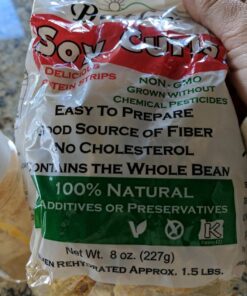 Soy Curls
DELICIOUS
NON-GMO
STRIPS
GROWN WITHOUT
CHEMICAL PESTICIDES
EASY TO PREPARE
GOOD SOURCE OF FIBER
NO CHOLESTEROL
CONTAINS THE WHOLE BEAN
100% NATURAL
ADDITIVES OR PRESERVATIVES
K
Net Wt. 8 oz. (227g)
WHEN REHYDRATED APPROX. 1.5 LBS.